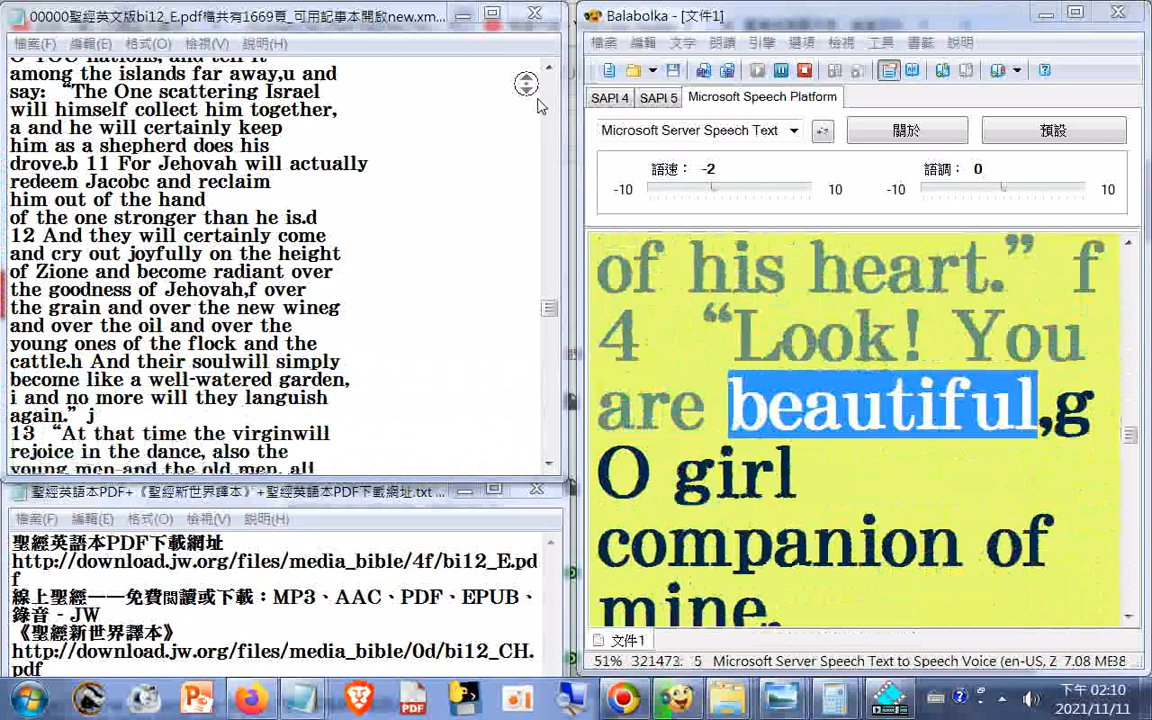 00000聖經英文版bi12_E.pdf檔共有1669頁_可用記事本開啟new.xm...
檔案(F) 編輯(E) 格式(O) 檢視(V) 說明(H)
O YOU nations, and tell it
among the islands far away,u and
say: “The One scattering Israel
will himself collect him together,
a and he will certainly keep
him as a shepherd does his
drove.b 11 For Jehovah will actually
redeem Jacobc and reclaim
him out of the hand
of the one stronger than he is.d
12 And they will certainly come
and cry out joyfully on the height
of Zione and become radiant over
the goodness of Jehovah,f over
the grain and over the new wineg
and over the oil and over the
young ones of the flock and the
cattle.h And their soulwill simply
become like a well-watered garden,
i and no more will they languish
again.” j
13 “At that time the virginwill
rejoice in the dance, also the
young men and the old men, all
聖經英語本PDF+《聖經新世界譯本》+聖經英語本PDF下載網址.txt ...
檔案(F) 編輯(E) 格式(O) 檢視(V) 說明(H)
聖經英語本PDF下載網址
http://download.jw.org/files/media_bible/4f/bi12_E.pd
f
線上聖經——免費閱讀或下載：MP3、AAC、PDF、EPUB、
錄音 - JW
《聖經新世界譯本》
http://download.jw.org/files/media_bible/0d/bi12_CH.
pdf
Balabolka - [文件1]
檔案 編輯 文字 朗讀 引擎 選項 檢視 工具 書籤 說明
SAPI 4 SAPI 5 Microsoft Speech Platform
Microsoft Server Speech Text 關於 預設
語速： -2 語調： 0
-10 10 -10 10
of his heart.” f
4 “Look! You
are beautiful,g
O girl
companion of
mine.
文件1
51% 321472: 5 Microsoft Server Speech Text to Speech Voice (en-US, Z 7.08 MB
下午 02:10
2021/11/11